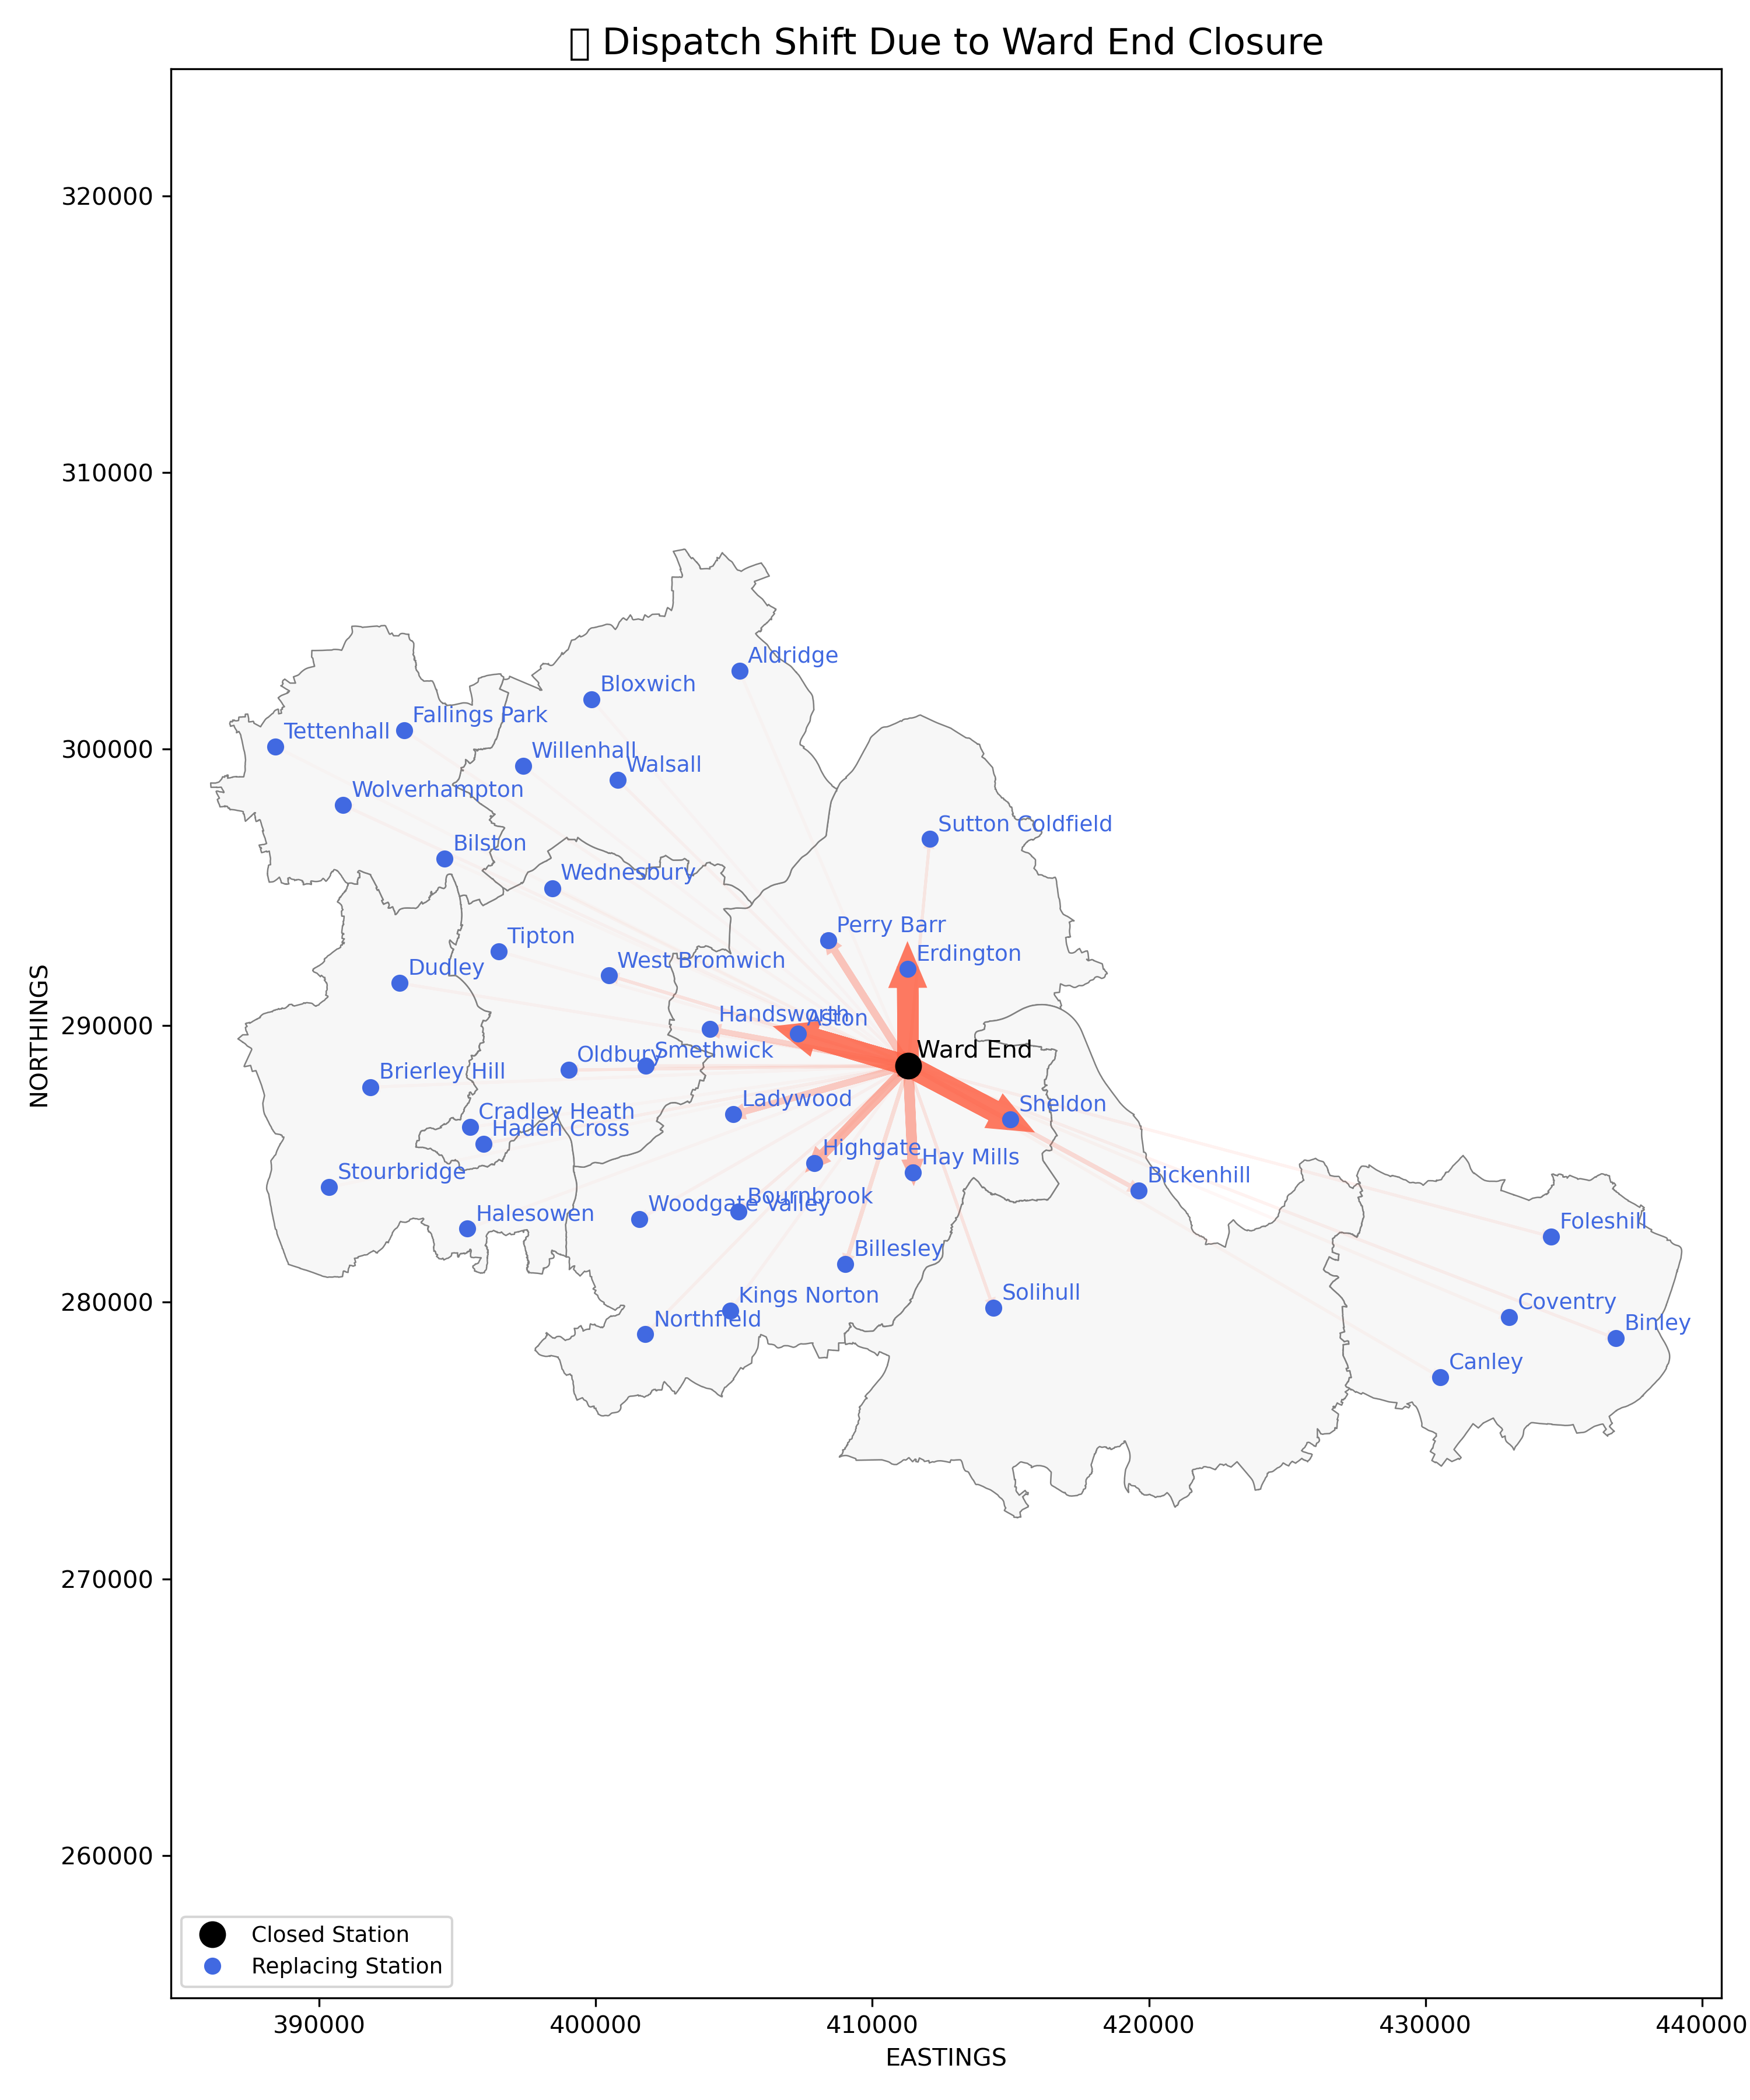 ▯ Dispatch Shift Due to Ward End Closure
320000
310000
300000
290000
280000
270000
260000
NORTHINGS
Aldridge
Bloxwich
Fallings Park
Tettenhall
Willenhall
Walsall
Wolverhampton
Sutton Coldfield
Bilston
Wednesbury
Perry Barr
Tipton
Erdington
West Bromwich
Dudley
Handsworth
Aston
Ward End
Smethwick
Oldbury
Brierley Hill
Cradley Heath
Sheldon
Ladywood
Haden Cross
Highgate
Hay Mills
Stourbridge
Bickenhill
Bournbrook
Woodgate Valley
Halesowen
Foleshill
Billesley
Kings Norton
Solihull
Coventry
Northfield
Binley
Canley
Closed Station
Replacing Station
390000
400000
410000
420000
430000
440000
EASTINGS